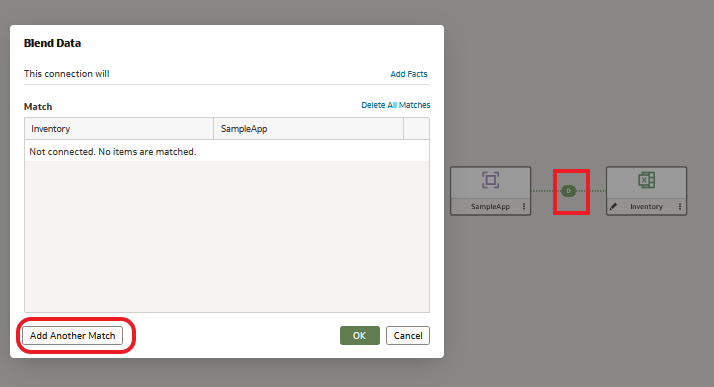 Blend Data
This connection will
Add Facts
Match
Delete All Matches
Inventory
SampleApp
Not connected. No items are matched.
Add Another Match
OK
Cancel
SampleApp
0
Inventory